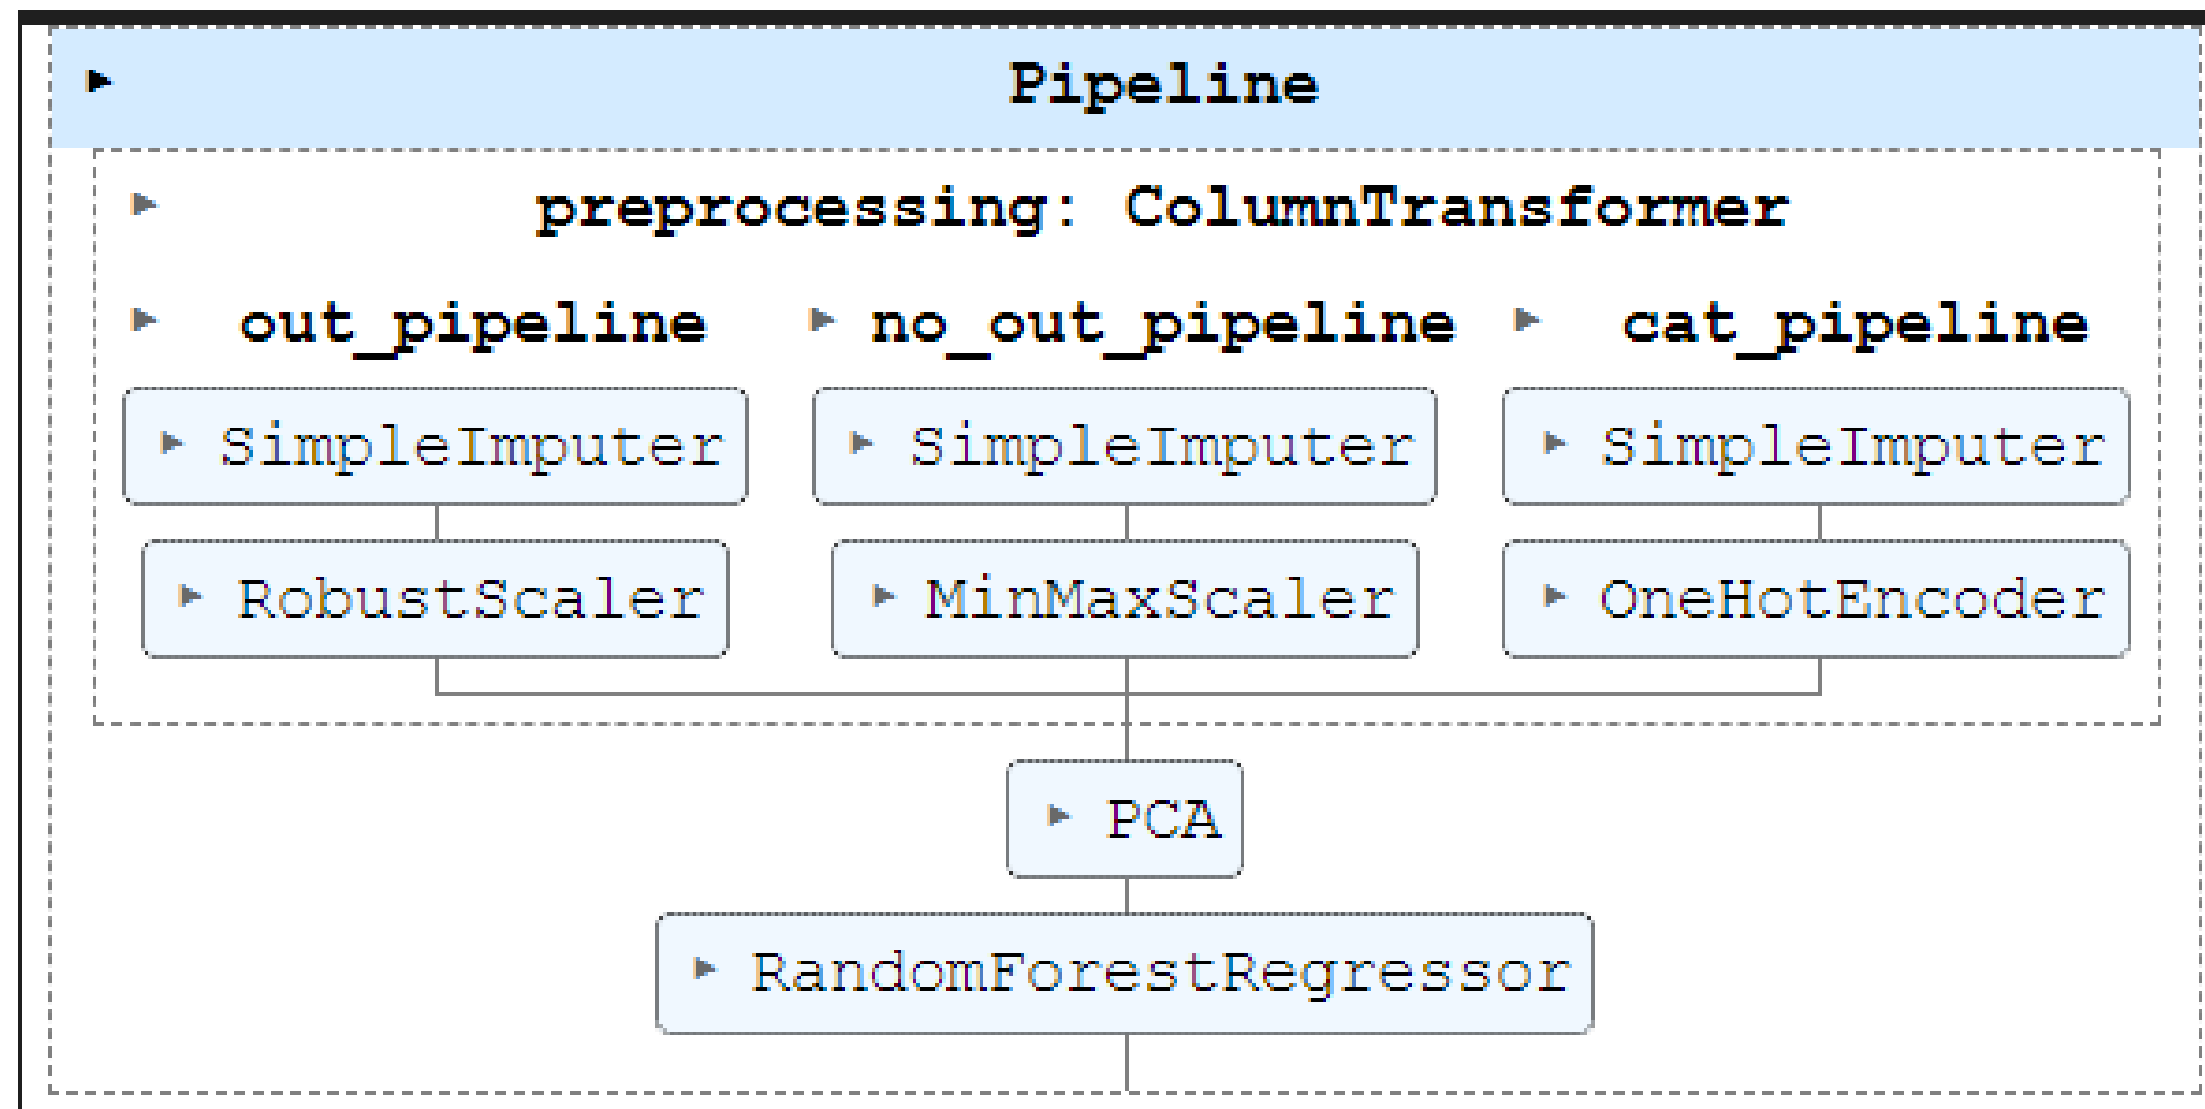 Pipeline
preprocessing: ColumnTransformer
out_pipeline no_out_pipeline cat_pipeline
SimpleImputer SimpleImputer SimpleImputer
RobustScaler MinMaxScaler OneHotEncoder
PCA
RandomForestRegressor